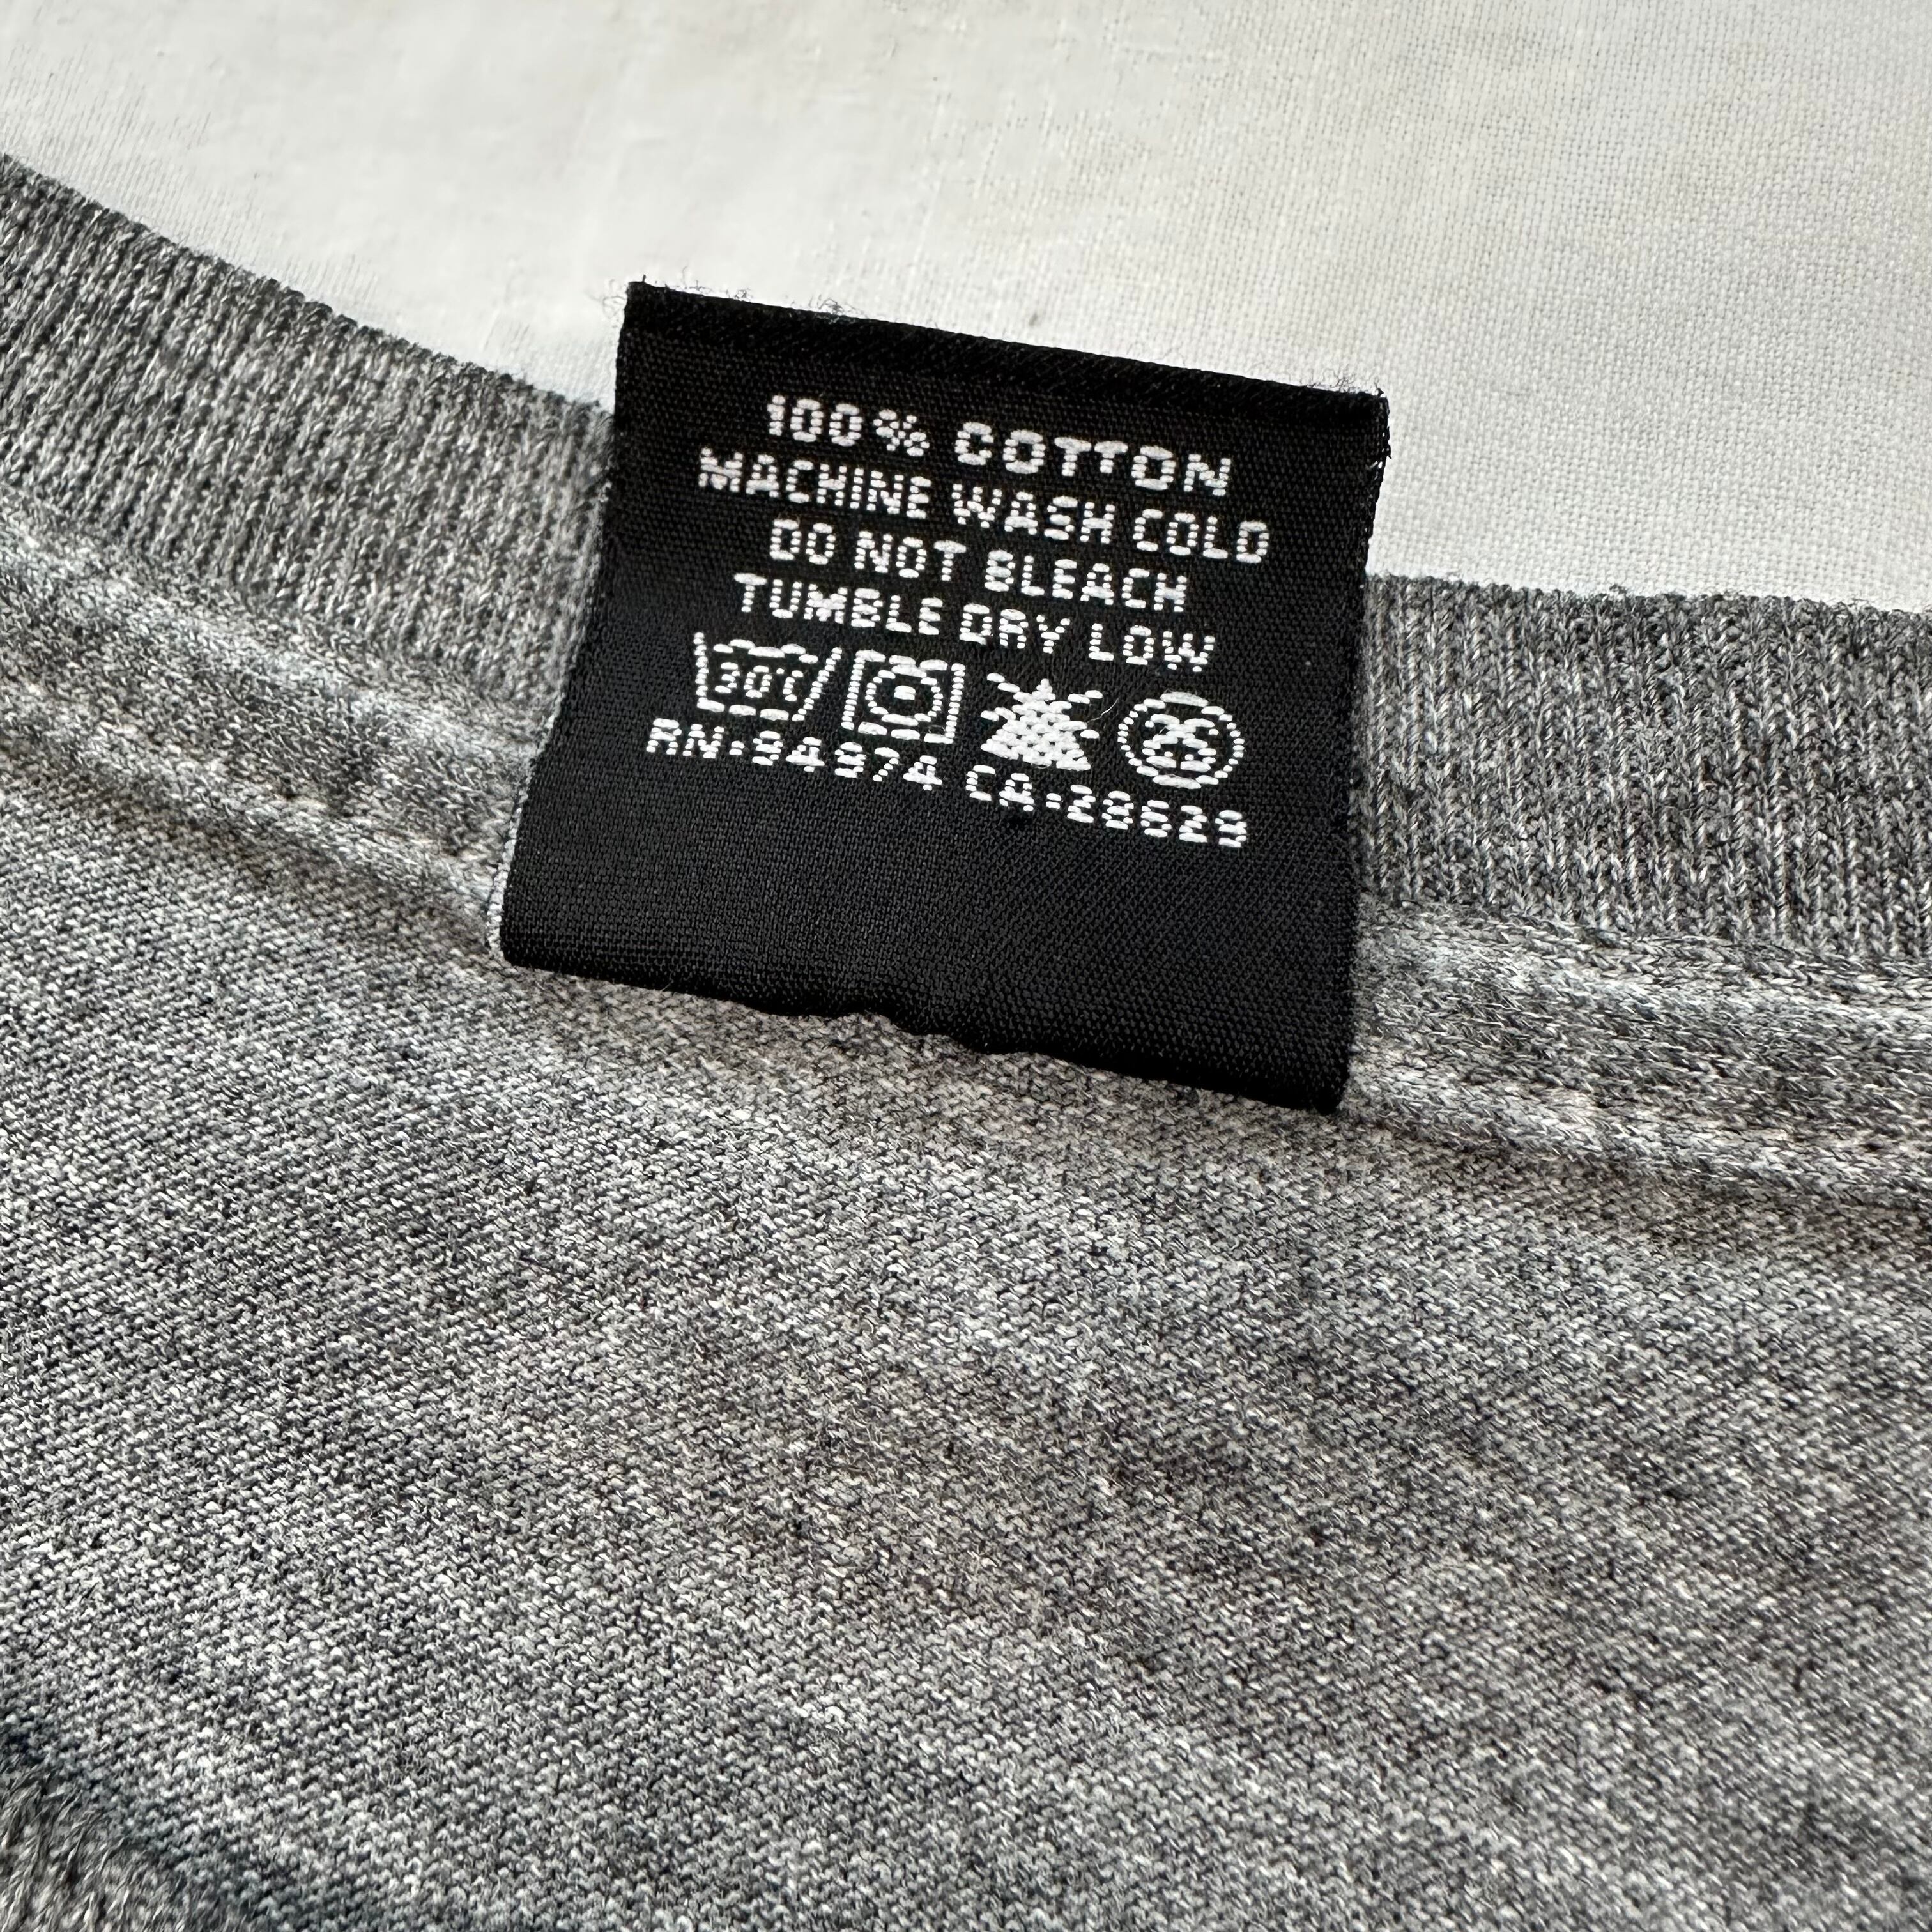 100% COTTON
MACHINE WASH COLD
DO NOT BLEACH
TUMBLE DRY LOW
30°C
RN-94974 CA-28629